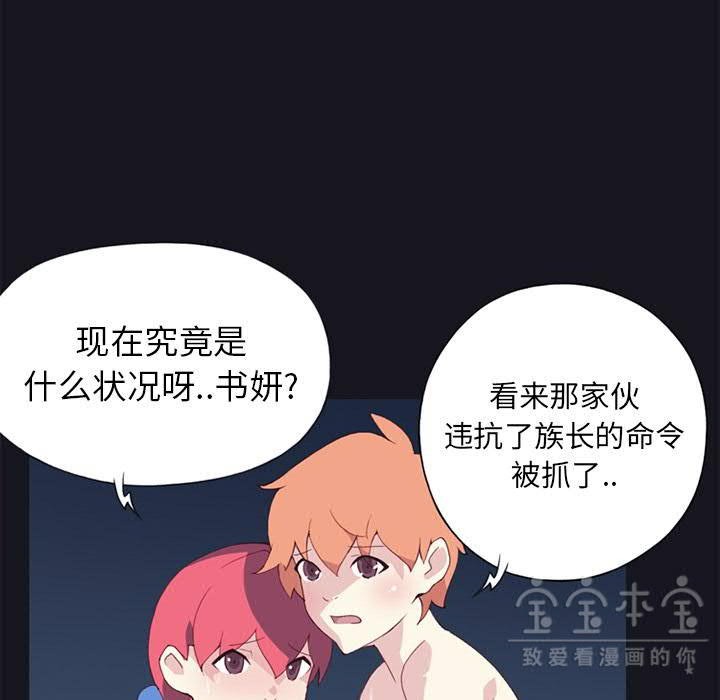 现在究竟是
什么状况呀..书妍?
看来那家伙
违抗了族长的命令
被抓了..
宝宝本宝
致爱看漫画的你